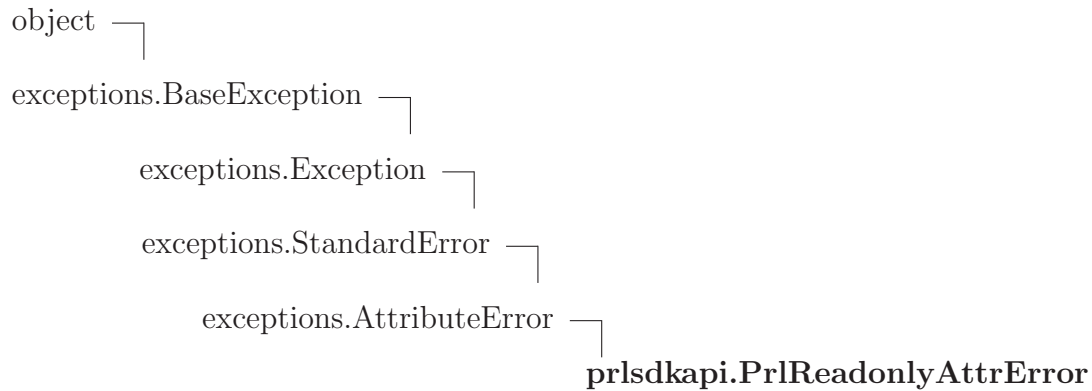 object
exceptions.BaseException
exceptions.Exception
exceptions.StandardError
exceptions.AttributeError
prlsdkapi.PrlReadonlyAttrError